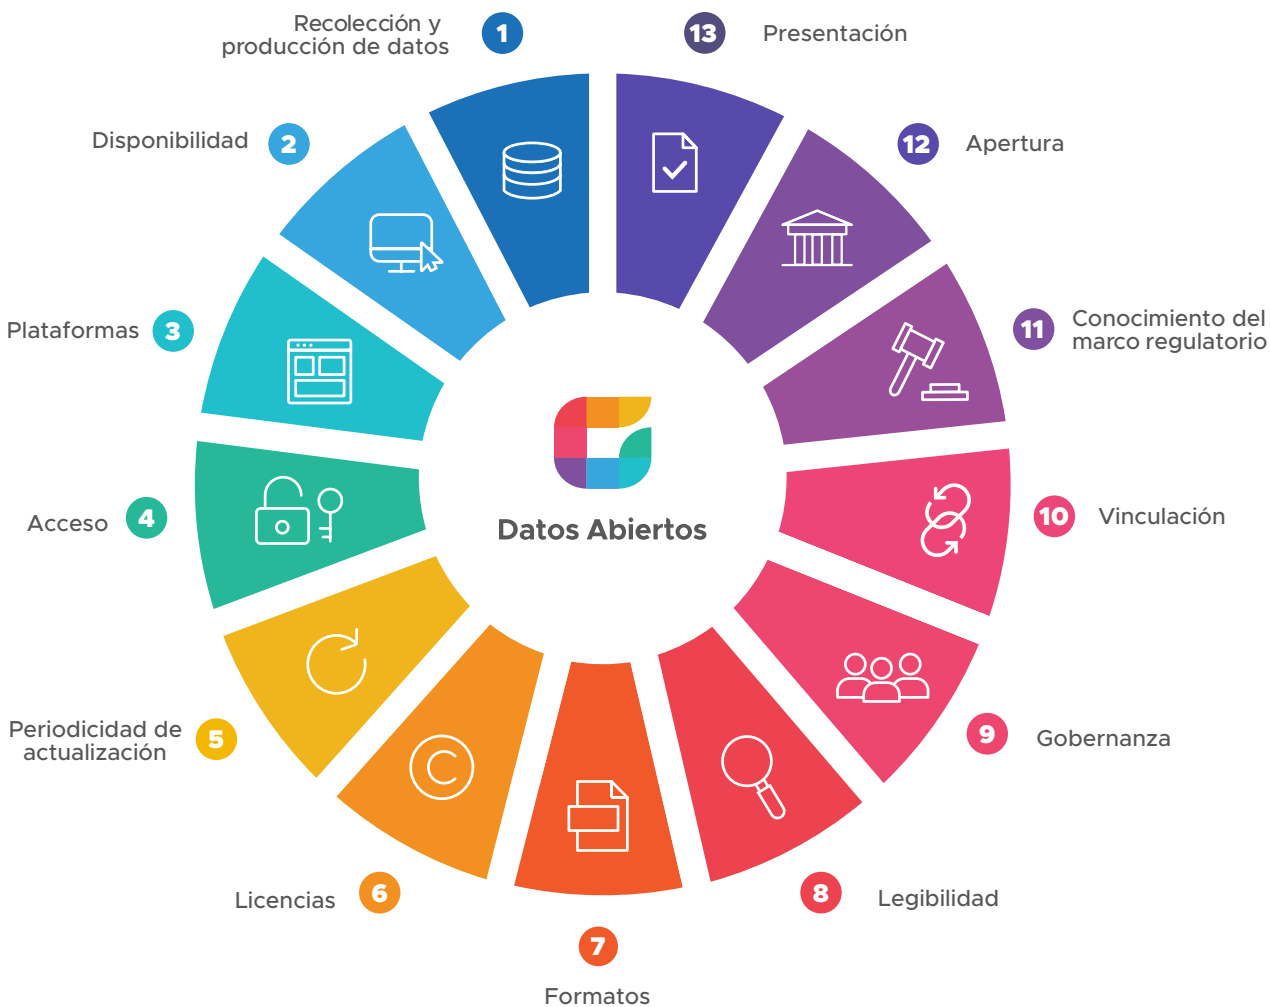 1
Recolección y
producción de datos
2
Disponibilidad
3
Plataformas
4
Acceso
5
Periodicidad de
actualización
6
Licencias
7
Formatos
8
Legibilidad
9
Gobernanza
10
Vinculación
11
Conocimiento del
marco regulatorio
12
Apertura
13
Presentación
C
Datos Abiertos